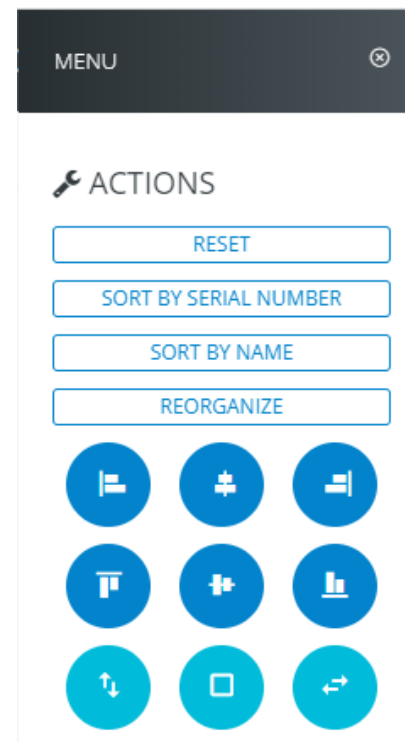 MENU
ACTIONS
RESET
SORT BY SERIAL NUMBER
SORT BY NAME
REORGANIZE